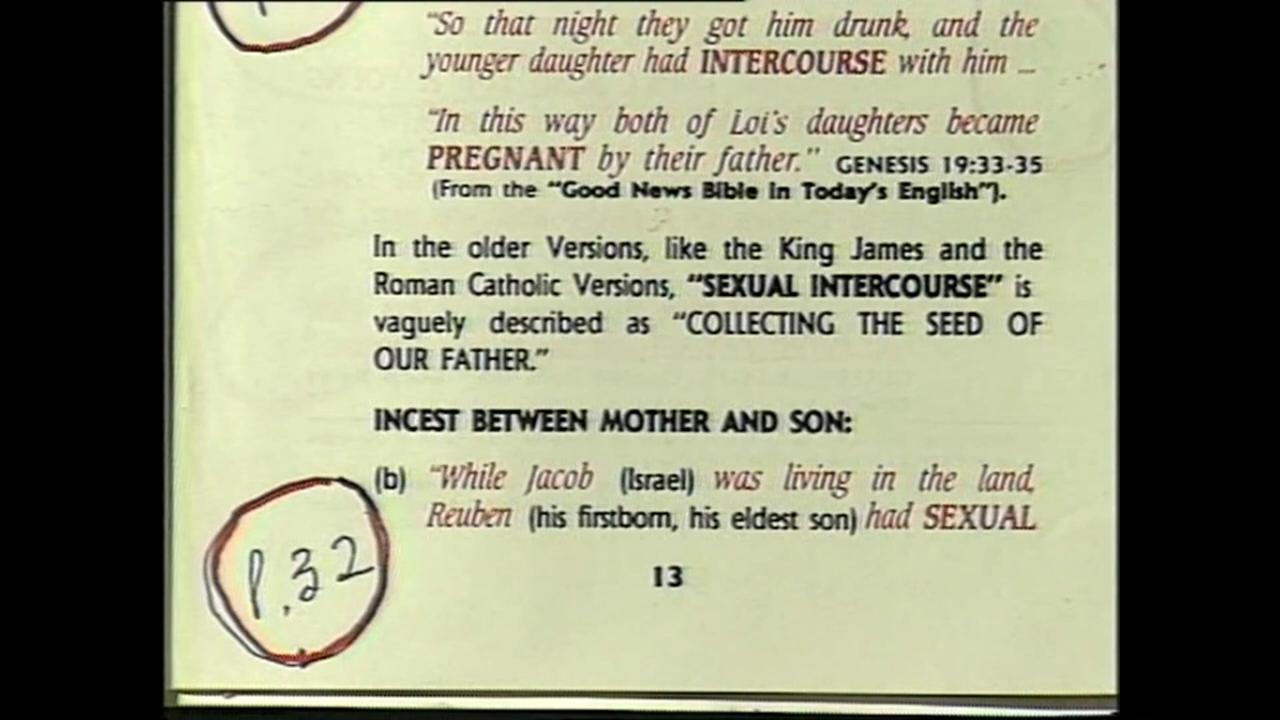 "So that night they got him drunk, and the
younger daughter had INTERCOURSE with him ...
"In this way both of Lot's daughters became
PREGNANT by their father." GENESIS 19:33-35
(From the "Good News Bible in Today's English").
In the older Versions, like the King James and the
Roman Catholic Versions, "SEXUAL INTERCOURSE" is
vaguely described as "COLLECTING THE SEED OF
OUR FATHER."
INCEST BETWEEN MOTHER AND SON:
(b) "While Jacob (Israel) was living in the land,
Reuben (his firstborn, his eldest son) had SEXUAL
P.32
13